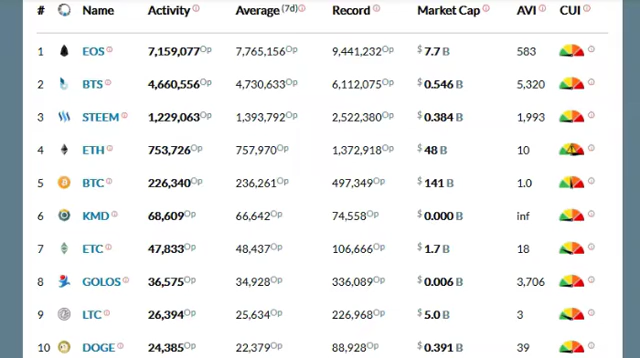 # Name Activity Average (7d) Record Market Cap AVI CUI
1 EOS 7,159,077Op 7,765,156Op 9,441,232Op $ 7.7 B 583
2 BTS 4,660,556Op 4,730,633Op 6,112,075Op $ 0.546 B 5,320
3 STEEM 1,229,063Op 1,393,792Op 2,522,380Op $ 0.384 B 1,993
4 ETH 753,726Op 757,970Op 1,372,918Op $ 48 B 10
5 BTC 226,340Op 236,261Op 497,349Op $ 141 B 1.0
6 KMD 68,609Op 66,642Op 74,558Op $ 0.000 B inf
7 ETC 47,833Op 48,437Op 106,666Op $ 1.7 B 18
8 GOLOS 36,575Op 34,928Op 336,089Op $ 0.006 B 3,706
9 LTC 26,394Op 25,634Op 226,968Op $ 5.0 B 3
10 DOGE 24,385Op 22,379Op 88,928Op $ 0.391 B 39